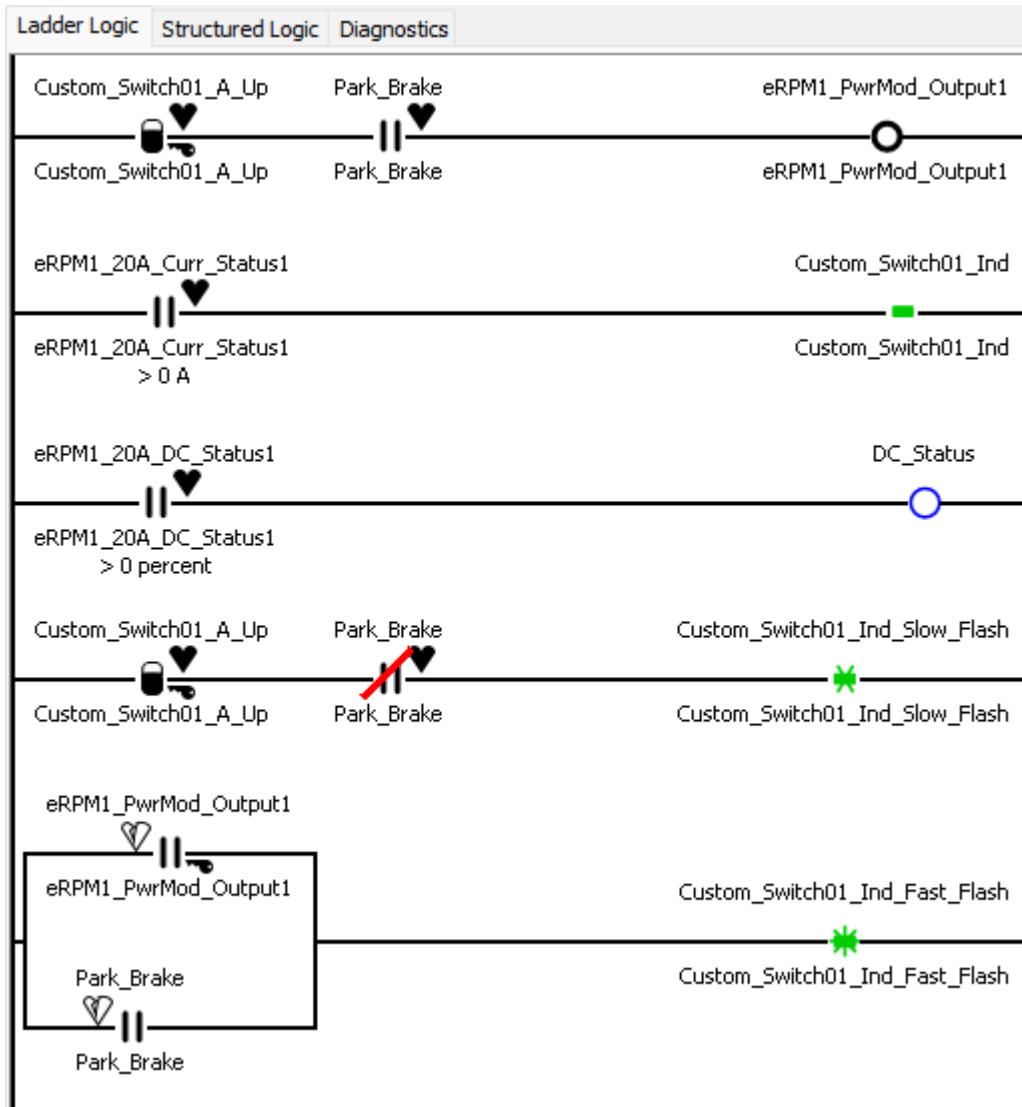 Ladder Logic Structured Logic Diagnostics
Custom_Switch01_A_Up Park_Brake eRPM1_PwrMod_Output1
Custom_Switch01_A_Up Park_Brake eRPM1_PwrMod_Output1
eRPM1_20A_Curr_Status1 Custom_Switch01_Ind
eRPM1_20A_Curr_Status1 Custom_Switch01_Ind
> 0 A
eRPM1_20A_DC_Status1 DC_Status
eRPM1_20A_DC_Status1
> 0 percent
Custom_Switch01_A_Up Park_Brake Custom_Switch01_Ind_Slow_Flash
Custom_Switch01_A_Up Park_Brake Custom_Switch01_Ind_Slow_Flash
eRPM1_PwrMod_Output1
eRPM1_PwrMod_Output1
Custom_Switch01_Ind_Fast_Flash
Park_Brake
Custom_Switch01_Ind_Fast_Flash
Park_Brake